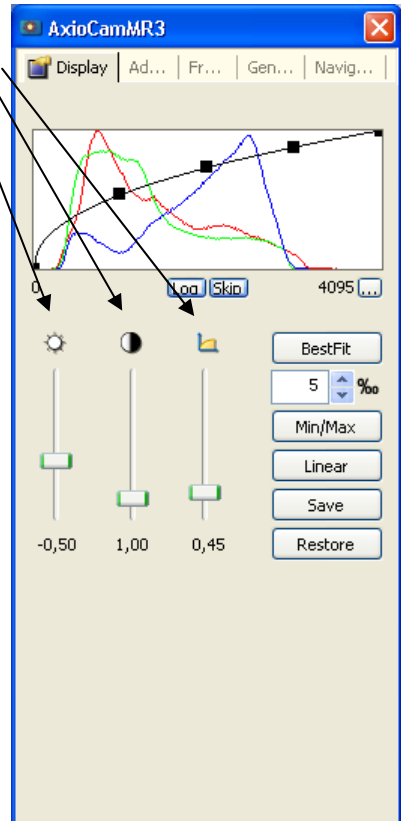 AxioCamMR3
Display Ad... Fr... Gen... Navig...
0 Log Skip 4095 ...
BestFit
5 ‰
Min/Max
Linear
Save
-0,50 1,00 0,45 Restore